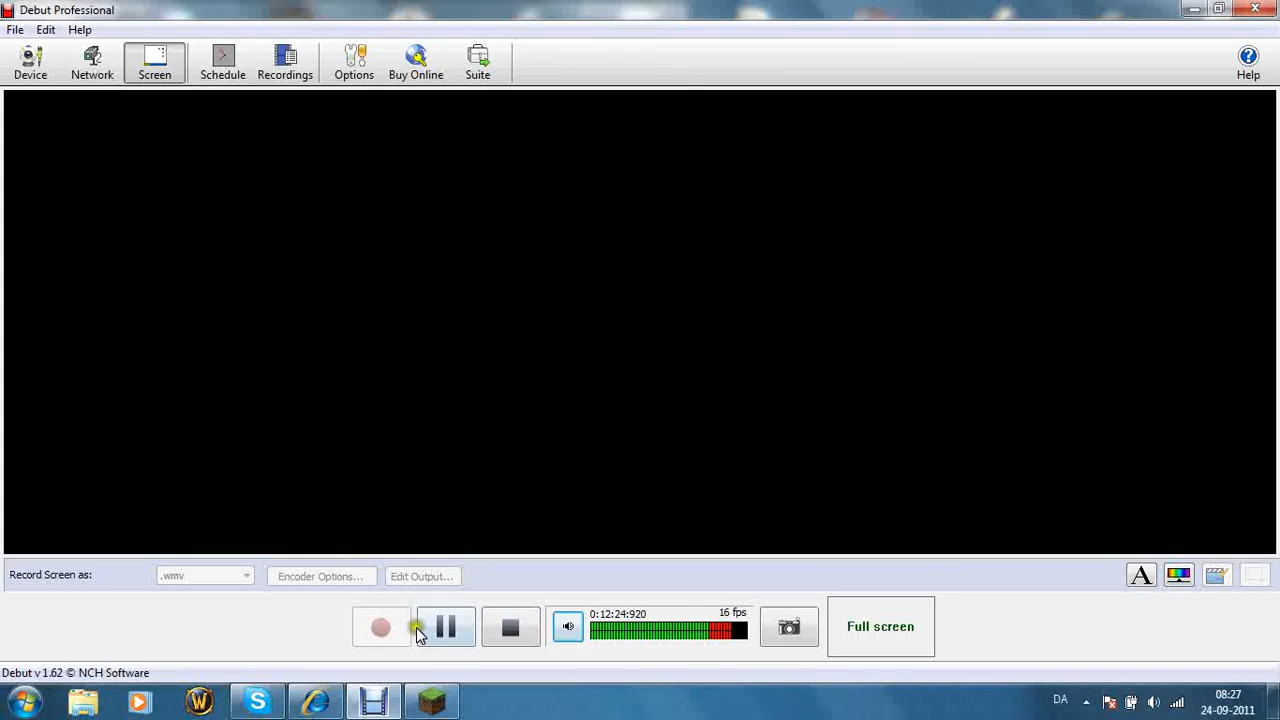 Debut Professional
File Edit Help
Device Network Screen Schedule Recordings Options Buy Online Suite Help
Record Screen as: .wmv Encoder Options... Edit Output... A
0:12:24:920 16 fps
Full screen
Debut v 1.62 © NCH Software
DA 08:27
24-09-2011